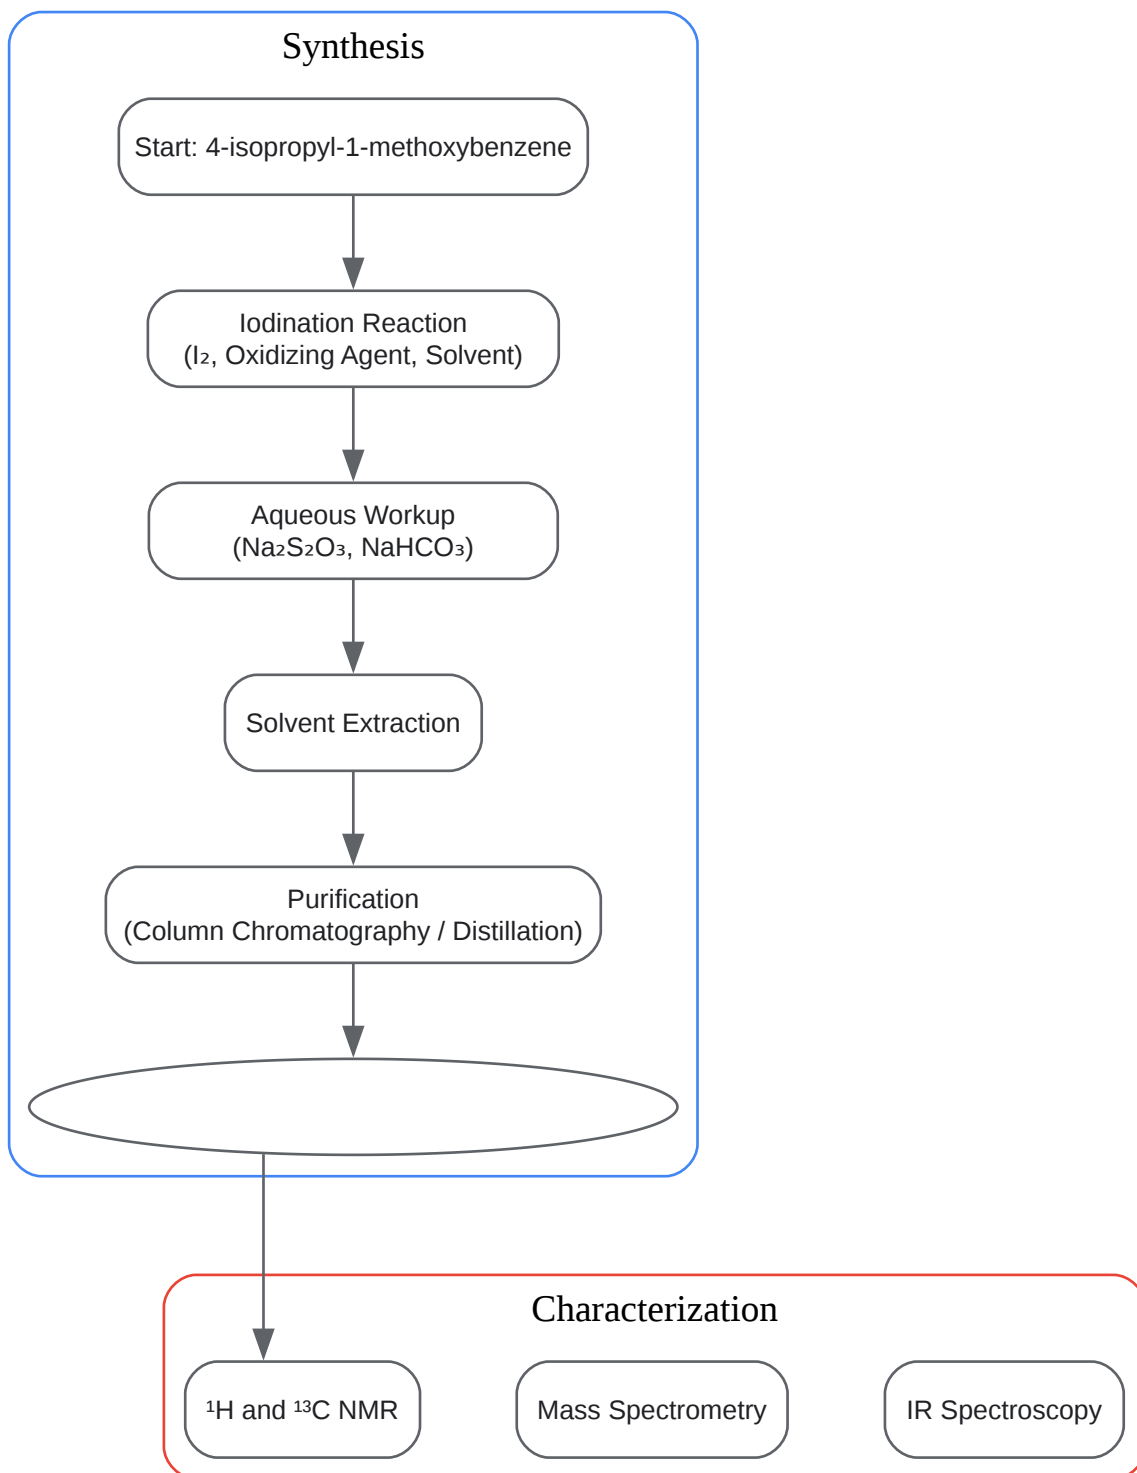 Synthesis
Start: 4-isopropyl-1-methoxybenzene
Iodination Reaction
(I₂, Oxidizing Agent, Solvent)
Aqueous Workup
(Na₂S₂O₃, NaHCO₃)
Solvent Extraction
Purification
(Column Chromatography / Distillation)
Characterization
¹H and ¹³C NMR
Mass Spectrometry
IR Spectroscopy